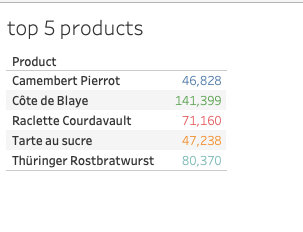 top 5 products
Product
Camembert Pierrot 46,828
Côte de Blaye 141,399
Raclette Courdavault 71,160
Tarte au sucre 47,238
Thüringer Rostbratwurst 80,370